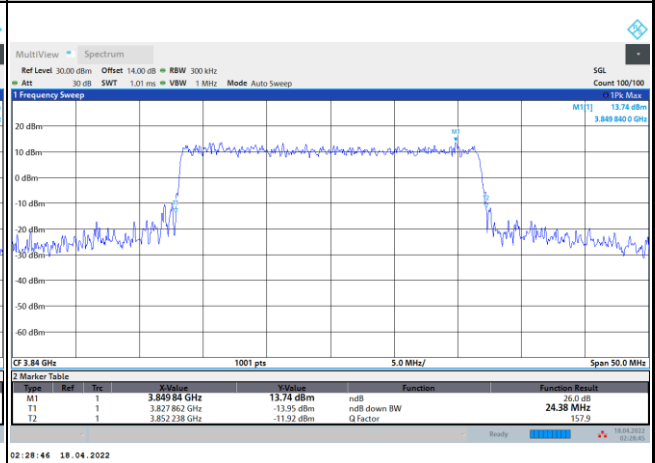 MultiView Spectrum
Ref Level 30.00 dBm Offset 14.00 dB RBW 300 kHz SGL
Att 30 dB SWT 1.01 ms VBW 1 MHz Mode Auto Sweep Count 100/100
1 Frequency Sweep 1Pk Max
M1[1] 13.74 dBm
3.849 840 0 GHz
M1
20 dBm
10 dBm
0 dBm
-10 dBm
-20 dBm
-30 dBm
-40 dBm
-50 dBm
-60 dBm
CF 3.84 GHz 1001 pts 5.0 MHz/ Span 50.0 MHz
2 Marker Table
Type Ref Trc X-Value Y-Value Function Function Result
M1 1 3.849 84 GHz 13.74 dBm ndB 26.0 dB
T1 1 3.827 862 GHz -13.95 dBm ndB down BW 24.38 MHz
T2 1 3.852 238 GHz -11.92 dBm Q Factor 157.9
Ready 18.04.2022
02:28:45
02:28:46 18.04.2022